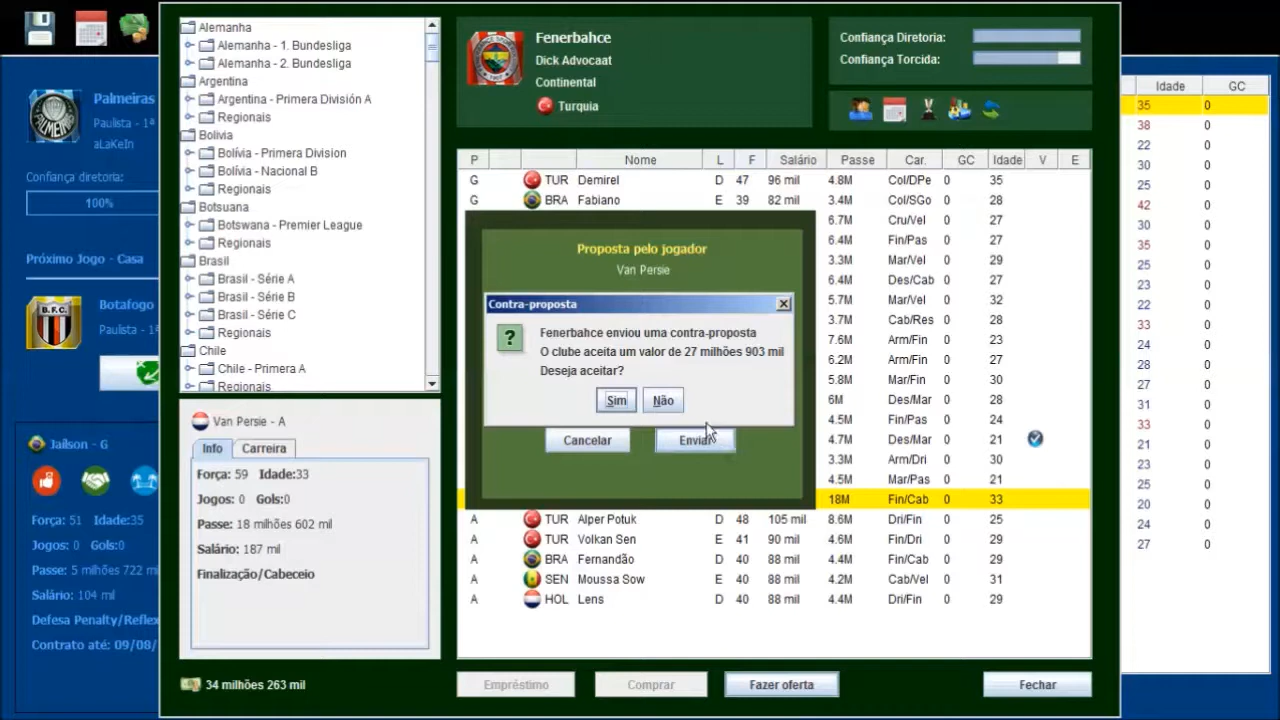 Palmeiras
Paulista - 1ª
aLaKeIn
Confiança diretoria:
100%
Próximo Jogo - Casa
Botafogo
Paulista - 1ª
Jaílson - G
Força: 51 Idade:35
Jogos: 0 Gols:0
Passe: 5 milhões 722 mi
Salário: 104 mil
Defesa Penalty/Reflex
Contrato até: 09/08/
Alemanha
Alemanha - 1. Bundesliga
Alemanha - 2. Bundesliga
Argentina
Argentina - Primera División A
Regionais
Bolivia
Bolívia - Primera Division
Bolívia - Nacional B
Regionais
Botsuana
Botswana - Premier League
Regionais
Brasil
Brasil - Série A
Brasil - Série B
Brasil - Série C
Regionais
Chile
Chile - Primera A
Regionais
Van Persie - A
Info Carreira
Força: 59 Idade:33
Jogos: 0 Gols:0
Passe: 18 milhões 602 mil
Salário: 187 mil
Finalização/Cabeceio
34 milhões 263 mil
Fenerbahce
Dick Advocaat
Continental
Turquia
Confiança Diretoria:
Confiança Torcida:
P Nome L F Salário Passe Car. GC Idade V E
G TUR Demirel D 47 96 mil 4.8M Col/DPe 0 35
G BRA Fabiano E 39 82 mil 3.4M Col/SGo 0 28
6.7M Cru/Vel 0 27
6.4M Fin/Pas 0 27
3.3M Mar/Vel 0 29
6.4M Des/Cab 0 27
5.7M Mar/Vel 0 32
3.7M Cab/Res 0 28
7.6M Arm/Fin 0 23
6.2M Arm/Fin 0 27
5.8M Mar/Fin 0 30
6M Des/Mar 0 28
4.5M Fin/Pas 0 24
4.7M Des/Mar 0 21
3.3M Arm/Dri 0 30
4.5M Mar/Pas 0 21
18M Fin/Cab 0 33
A TUR Alper Potuk D 48 105 mil 8.6M Dri/Fin 0 25
A TUR Volkan Sen E 41 90 mil 4.6M Fin/Dri 0 29
A BRA Fernandão D 40 88 mil 4.4M Fin/Cab 0 29
A SEN Moussa Sow E 40 88 mil 4.2M Cab/Vel 0 31
A HOL Lens D 40 88 mil 4.4M Dri/Fin 0 29
Proposta pelo jogador
Van Persie
Contra-proposta
Fenerbahce enviou uma contra-proposta
O clube aceita um valor de 27 milhões 903 mil
Deseja aceitar?
Sim Não
Cancelar Enviar
Empréstimo Comprar Fazer oferta Fechar
Idade GC
35 0
38 0
22 0
30 0
25 0
42 0
30 0
35 0
25 0
23 0
22 0
33 0
24 0
28 0
27 0
31 0
33 0
21 0
23 0
25 0
20 0
24 0
27 0